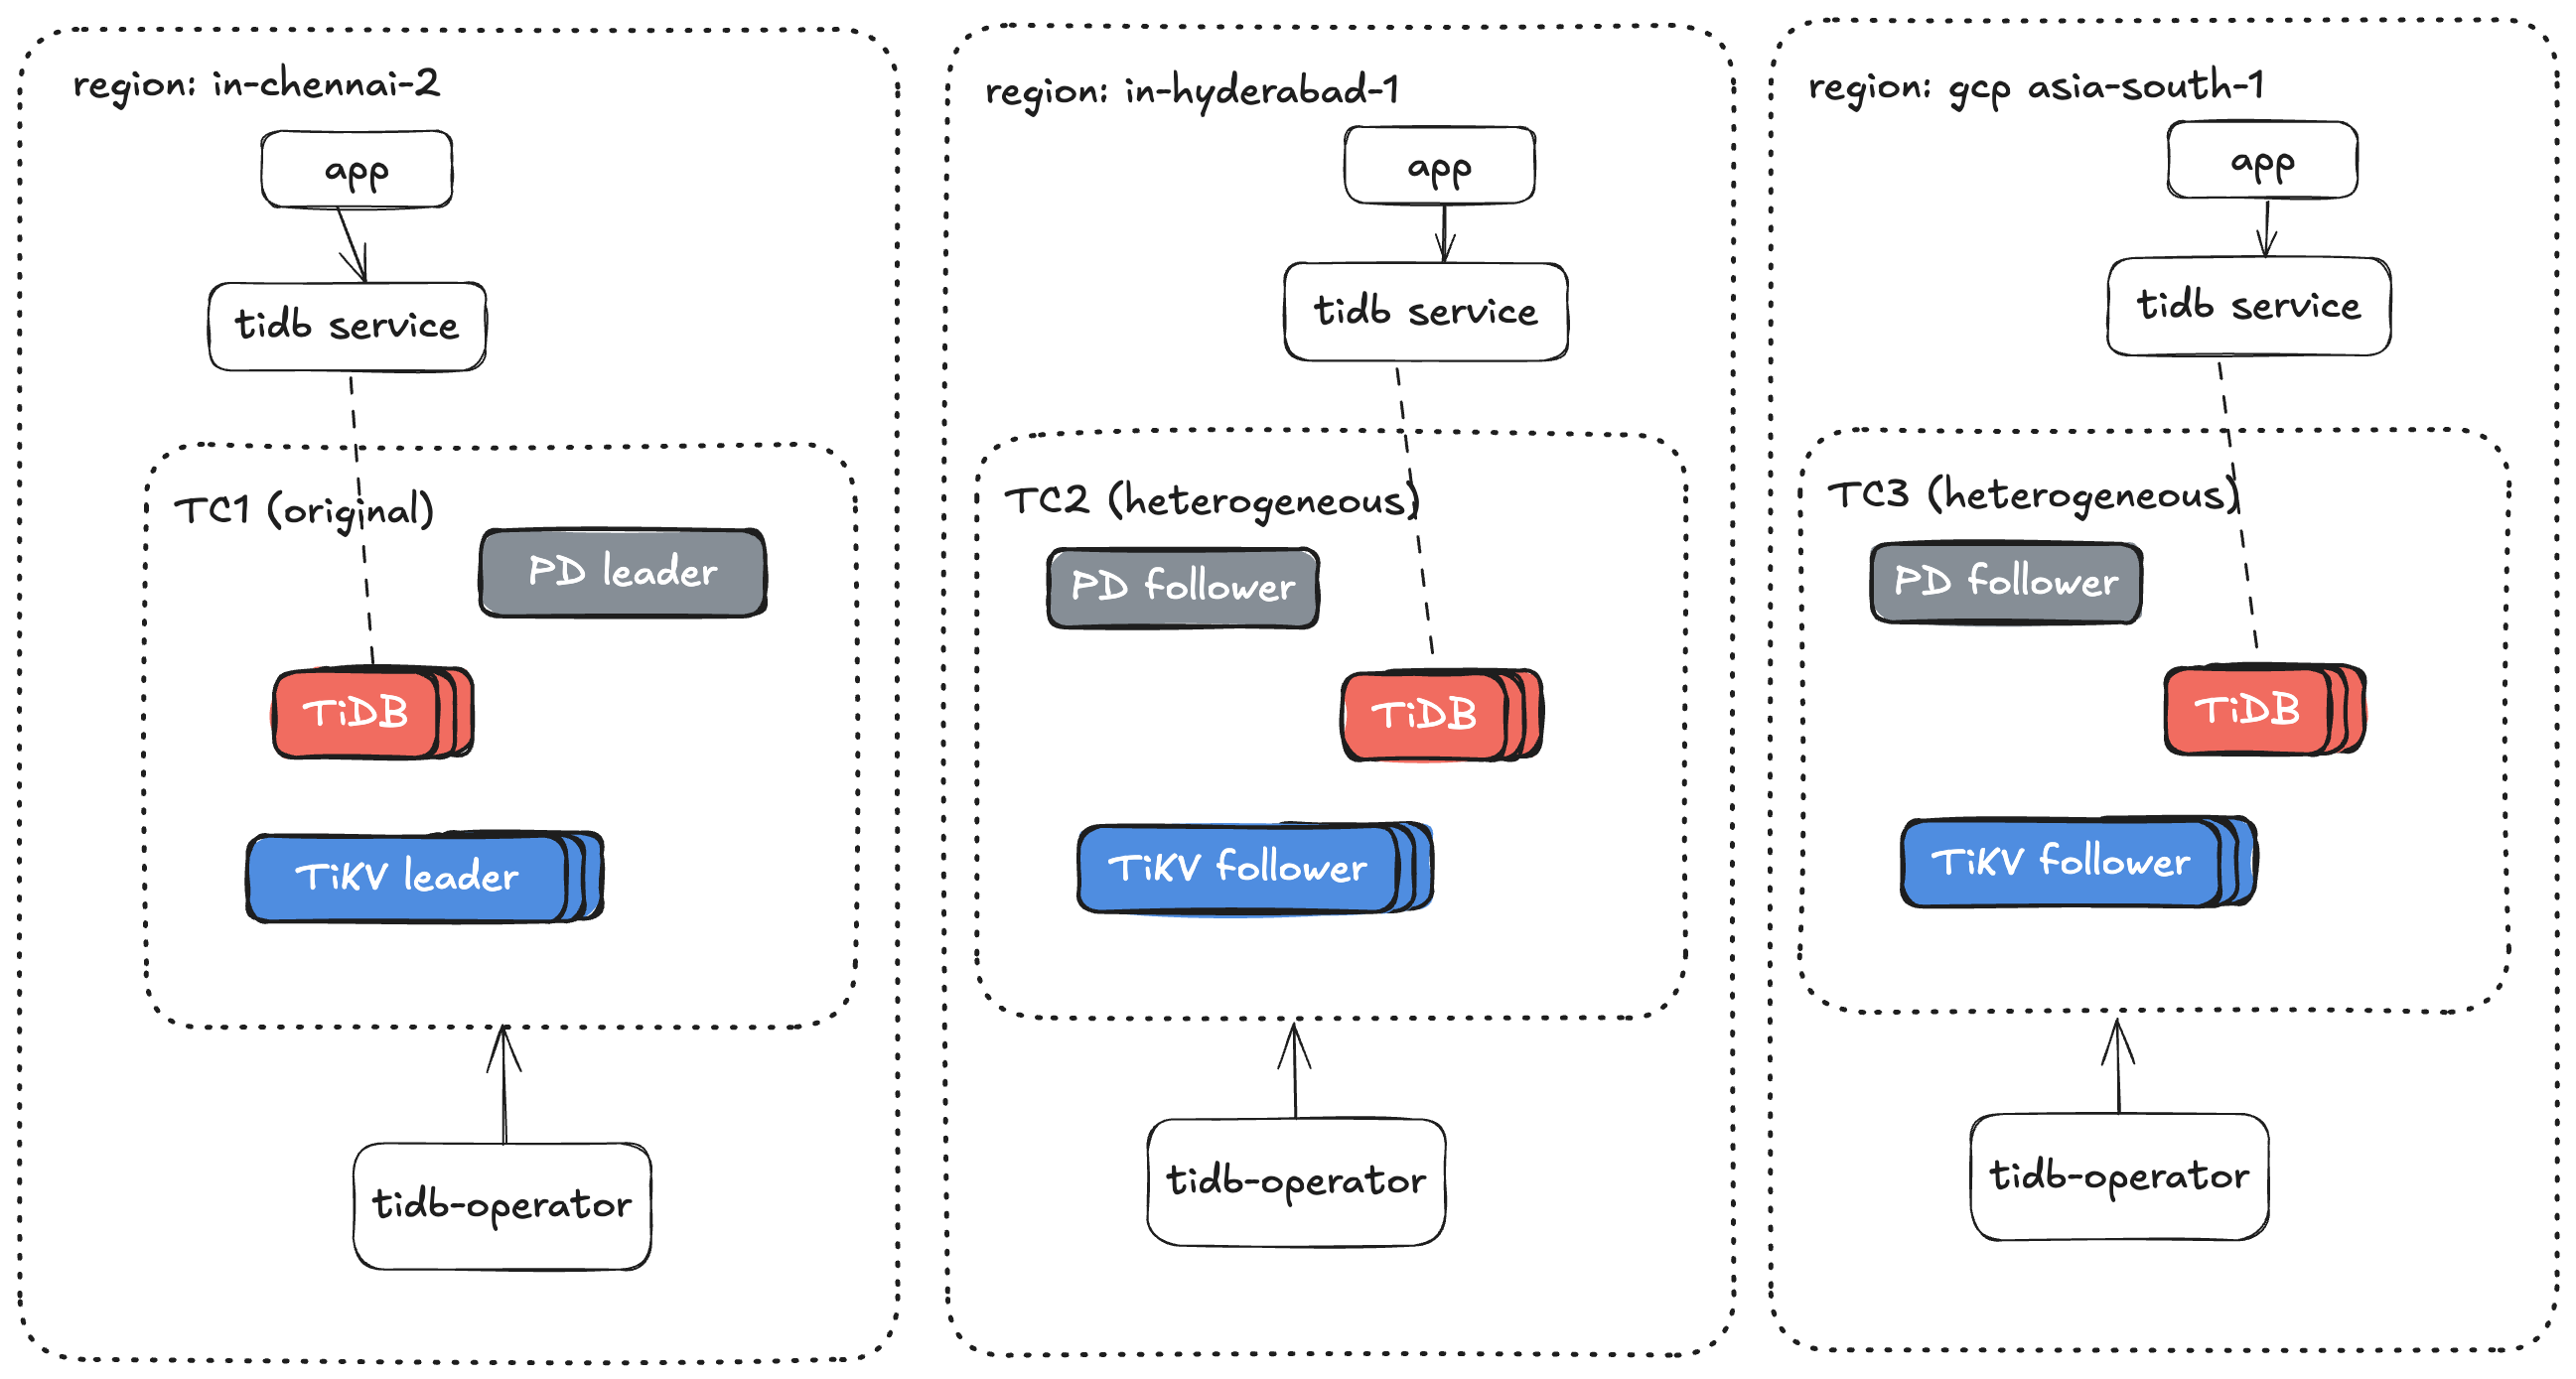 region: in-chennai-2
app
tidb service
TC1 (original)
PD leader
TiDB
TiKV leader
tidb-operator
region: in-hyderabad-1
app
tidb service
TC2 (heterogeneous)
PD follower
TiDB
TiKV follower
tidb-operator
region: gcp asia-south-1
app
tidb service
TC3 (heterogeneous)
PD follower
TiDB
TiKV follower
tidb-operator